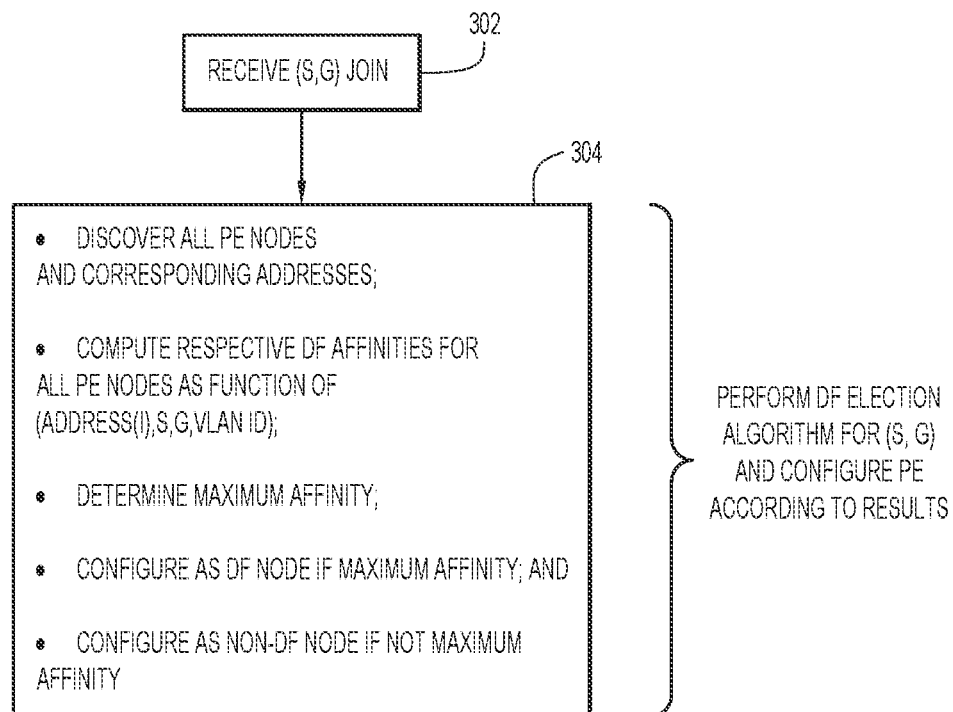 302
RECEIVE (S,G) JOIN
304
• DISCOVER ALL PE NODES
AND CORRESPONDING ADDRESSES;
• COMPUTE RESPECTIVE DF AFFINITIES FOR
ALL PE NODES AS FUNCTION OF
(ADDRESS(I),S,G,VLAN ID);
• DETERMINE MAXIMUM AFFINITY;
• CONFIGURE AS DF NODE IF MAXIMUM AFFINITY; AND
• CONFIGURE AS NON-DF NODE IF NOT MAXIMUM
AFFINITY
PERFORM DF ELECTION
ALGORITHM FOR (S, G)
AND CONFIGURE PE
ACCORDING TO RESULTS